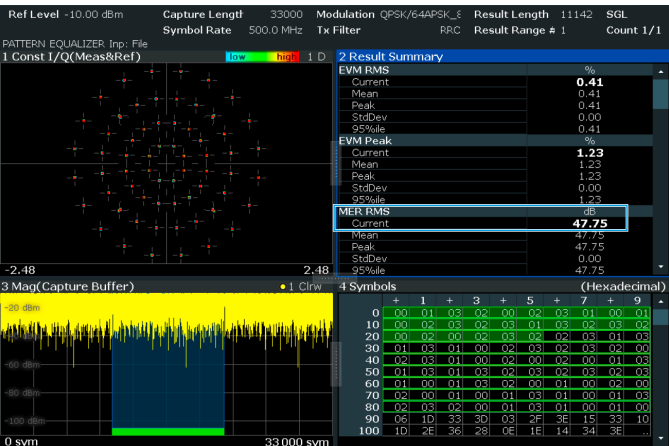 Ref Level -10.00 dBm Capture Length 33000 Modulation QPSK/64APSK_8 Result Length 11142 SGL
Symbol Rate 500.0 MHz Tx Filter RRC Result Range # 1 Count 1/1
PATTERN EQUALIZER Inp: File
1 Const I/Q(Meas&Ref) low high 1 D
-2.48 2.48
2 Result Summary
EVM RMS %
Current 0.41
Mean 0.41
Peak 0.41
StdDev 0.00
95%ile 0.41
EVM Peak %
Current 1.23
Mean 1.23
Peak 1.23
StdDev 0.00
95%ile 1.23
MER RMS dB
Current 47.75
Mean 47.75
Peak 47.75
StdDev 0.00
95%ile 47.75
3 Mag(Capture Buffer) 1 Clrw
-20 dBm
-60 dBm
-80 dBm
-100 dBm
0 sym 33 000 sym
4 Symbols (Hexadecimal)
+ 1 + 3 + 5 + 7 + 9
0 00 01 03 02 00 02 03 01 00 01
10 00 02 03 02 03 01 03 02 03 02
20 00 02 00 02 03 02 02 03 01 03
30 01 03 01 00 02 03 02 03 02 00
40 02 03 01 00 02 03 01 00 02 03
50 01 00 01 03 02 00 03 01 00 02
60 00 01 01 03 02 00 01 01 00 02
70 02 00 01 03 01 00 01 00 02 01
80 02 03 02 00 01 03 01 00 01 00
90 06 1D 33 3D 03 2F 3E 15 33 10
100 1D 2E 36 28 0E 1E 14 34 3E ..